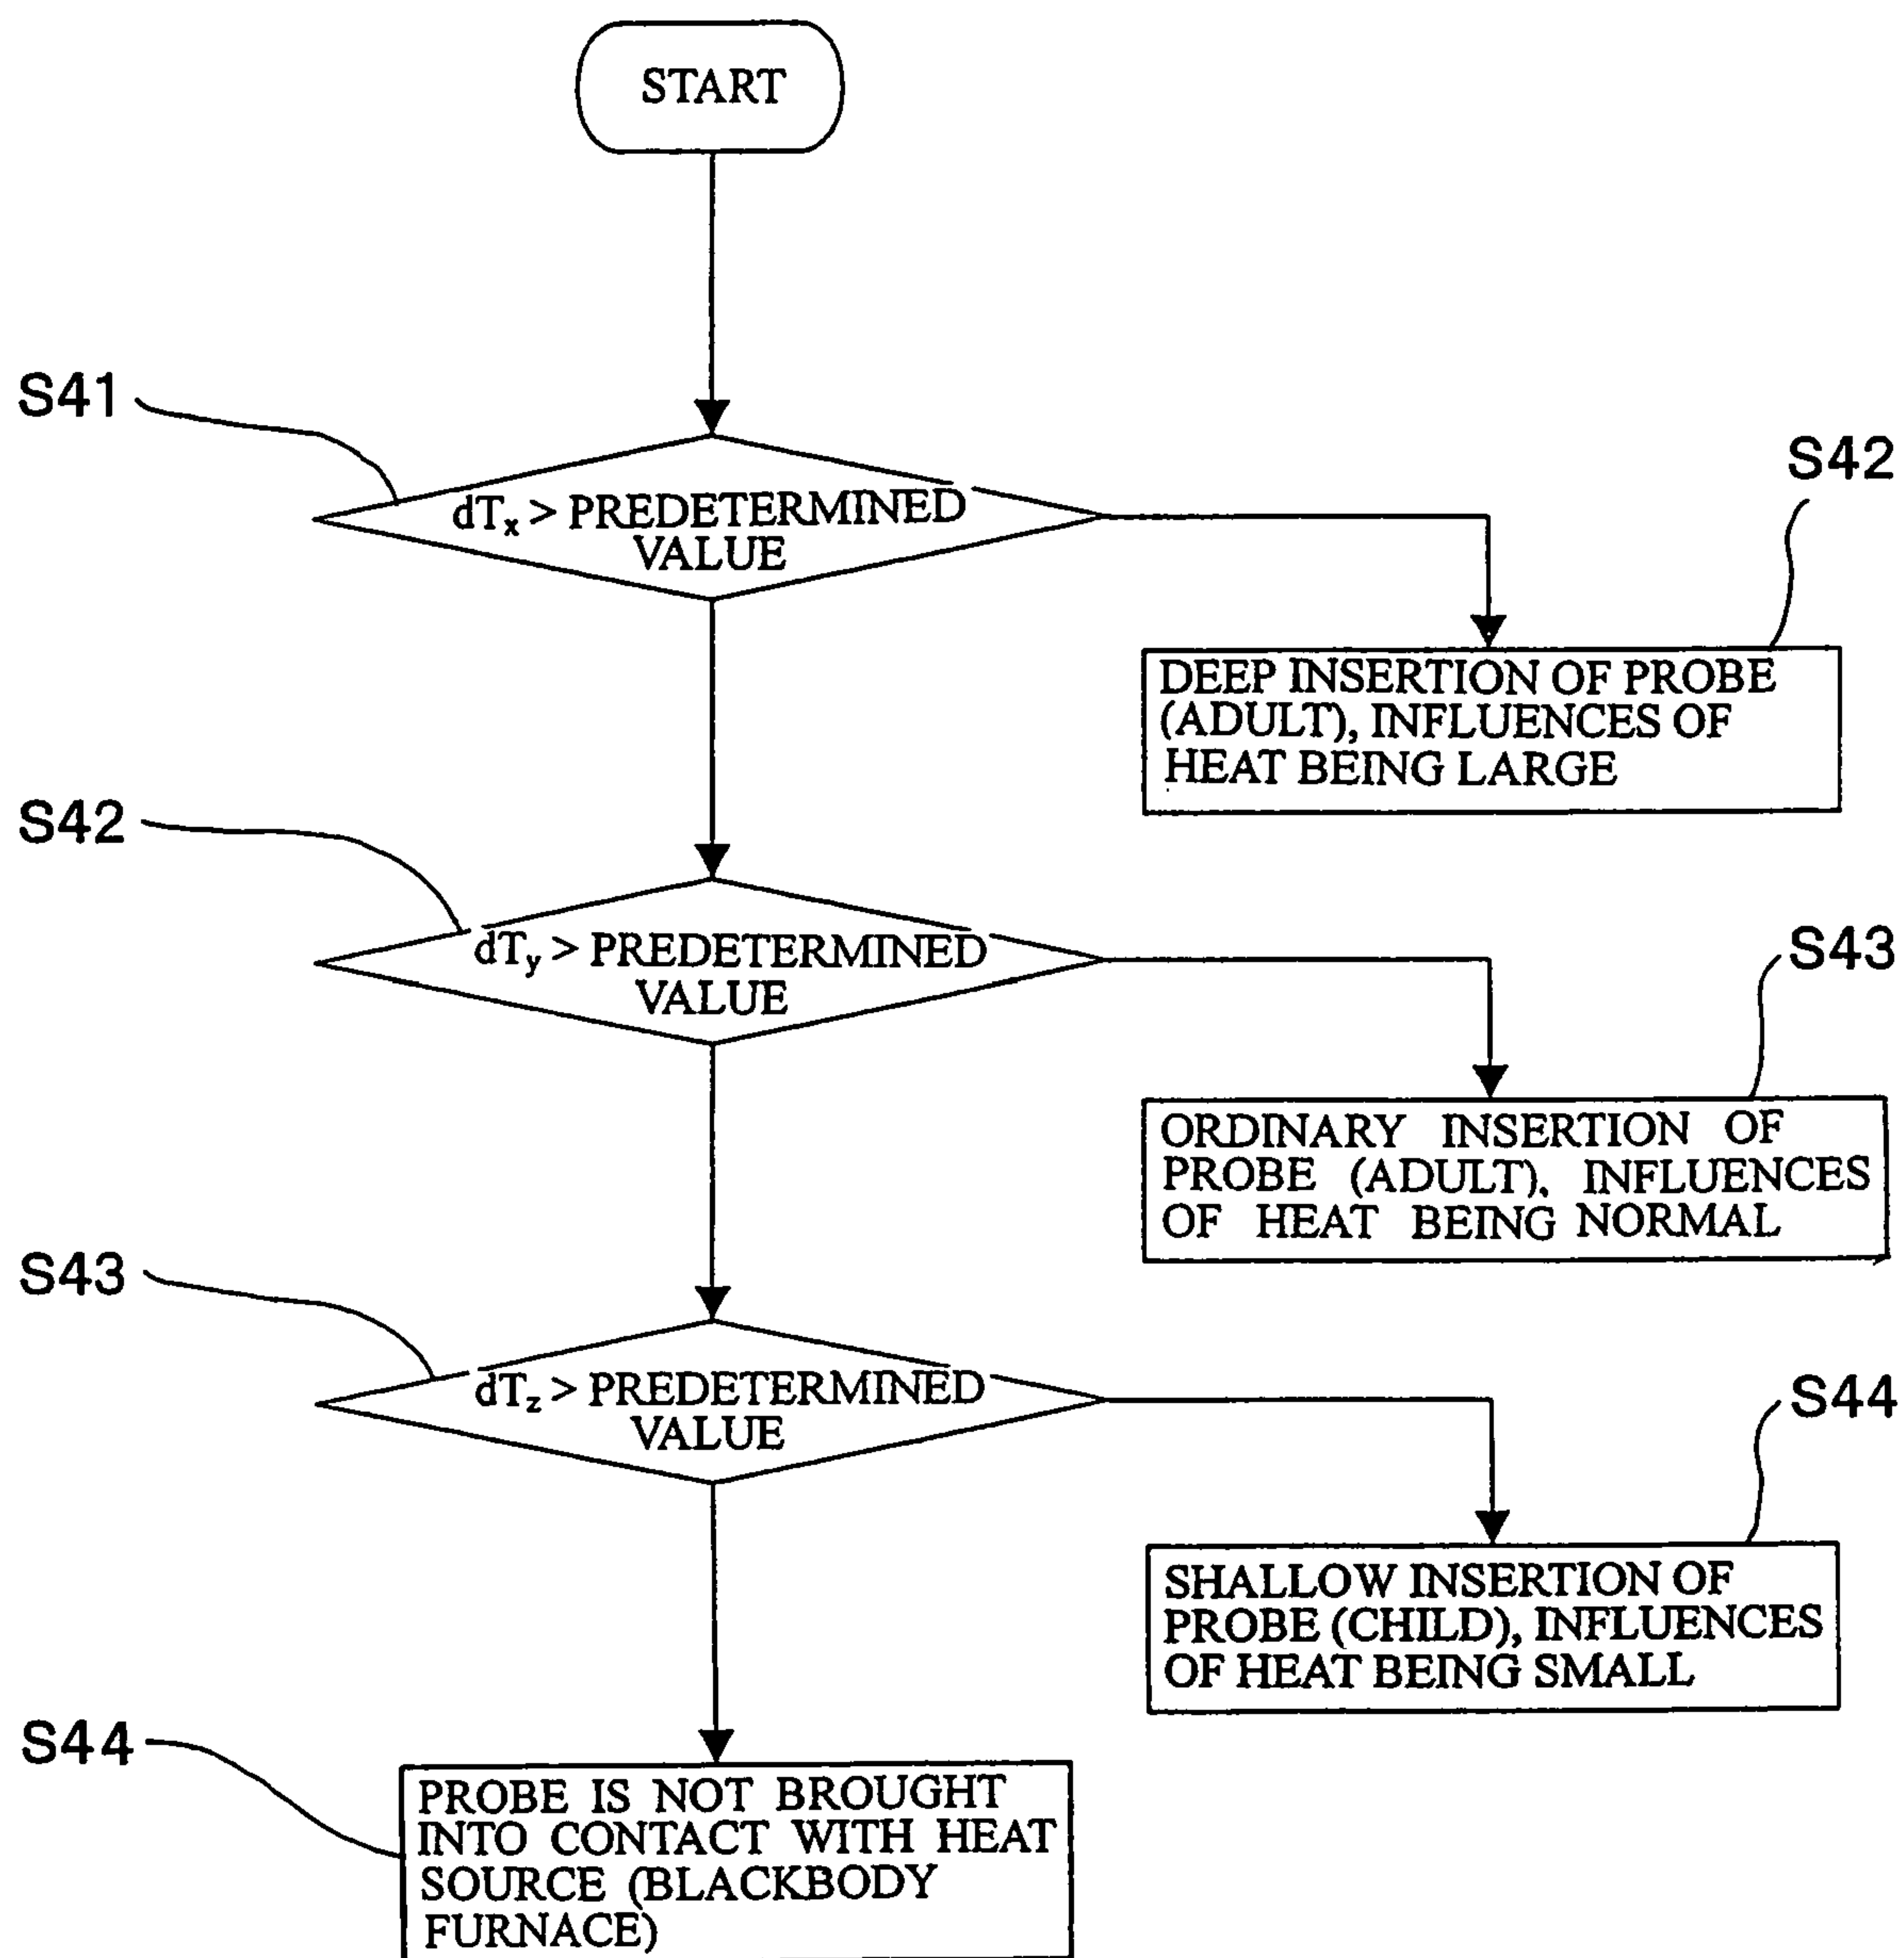 START
S41
dTx > PREDETERMINED
VALUE
S42
DEEP INSERTION OF PROBE
(ADULT), INFLUENCES OF
HEAT BEING LARGE
S42
dTy > PREDETERMINED
VALUE
S43
ORDINARY INSERTION OF
PROBE (ADULT), INFLUENCES
OF HEAT BEING NORMAL
S43
dTz > PREDETERMINED
VALUE
S44
SHALLOW INSERTION OF
PROBE (CHILD), INFLUENCES
OF HEAT BEING SMALL
S44
PROBE IS NOT BROUGHT
INTO CONTACT WITH HEAT
SOURCE (BLACKBODY
FURNACE)